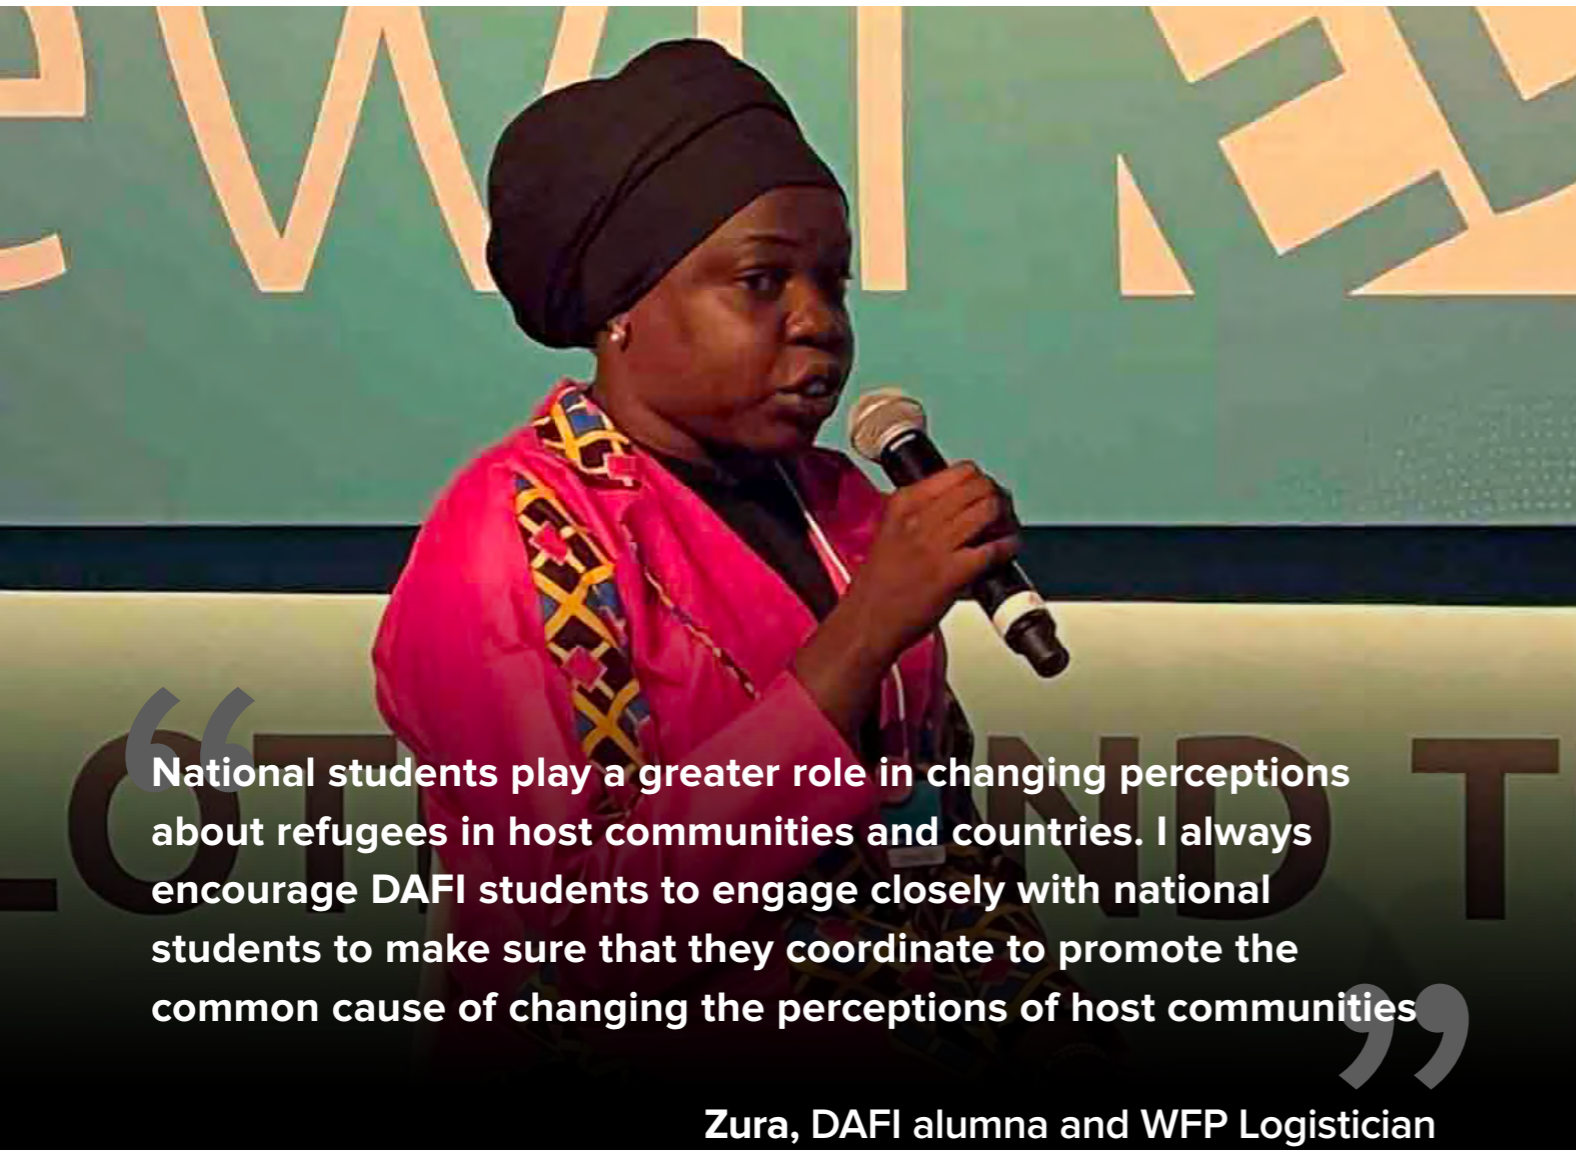 “
National students play a greater role in changing perceptions
about refugees in host communities and countries. I always
encourage DAFI students to engage closely with national
students to make sure that they coordinate to promote the
common cause of changing the perceptions of host communities
”
Zura, DAFI alumna and WFP Logistician